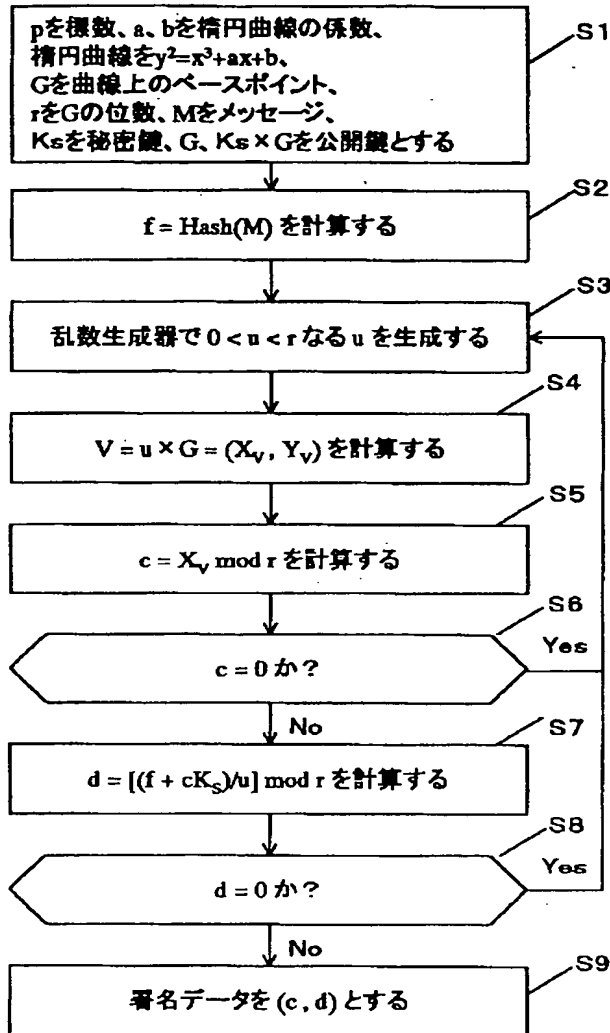 pを標数、a、bを楕円曲線の係数、
楕円曲線をy²=x³+ax+b、
Gを曲線上のベースポイント、
rをGの位数、Mをメッセージ、
Ksを秘密鍵、G、Ks×Gを公開鍵とする
S1
f = Hash(M) を計算する
S2
乱数生成器で 0 < u < r なる u を生成する
S3
V = u × G = (X_V , Y_V) を計算する
S4
c = X_V mod r を計算する
S5
c = 0 か?
S6
Yes
No
d = [(f + cK_S)/u] mod r を計算する
S7
d = 0 か?
S8
Yes
No
署名データを (c , d) とする
S9